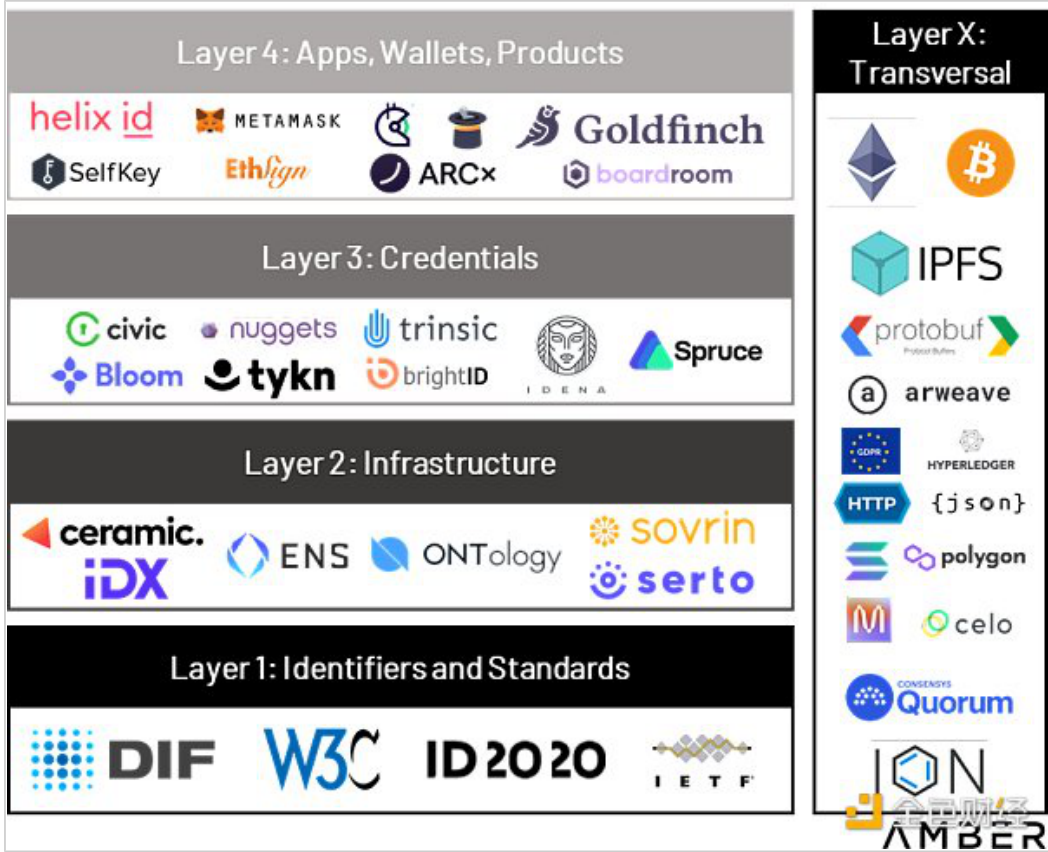 Layer 4: Apps, Wallets, Products
helix id
METAMASK
Goldfinch
SelfKey
EthSign
ARCx
boardroom
Layer 3: Credentials
civic
nuggets
trinsic
IDENA
Spruce
Bloom
tykn
brightID
Layer 2: Infrastructure
ceramic.
iDX
ENS
ONTology
sovrin
serto
Layer 1: Identifiers and Standards
DIF
W3C
ID2020
IETF
Layer X:
Transversal
IPFS
protobuf
Protocol Buffers
a arweave
GDPR
HYPERLEDGER
HTTP
{json}
polygon
M
celo
CONSENSYS
Quorum
ION
金色财经
AMBER